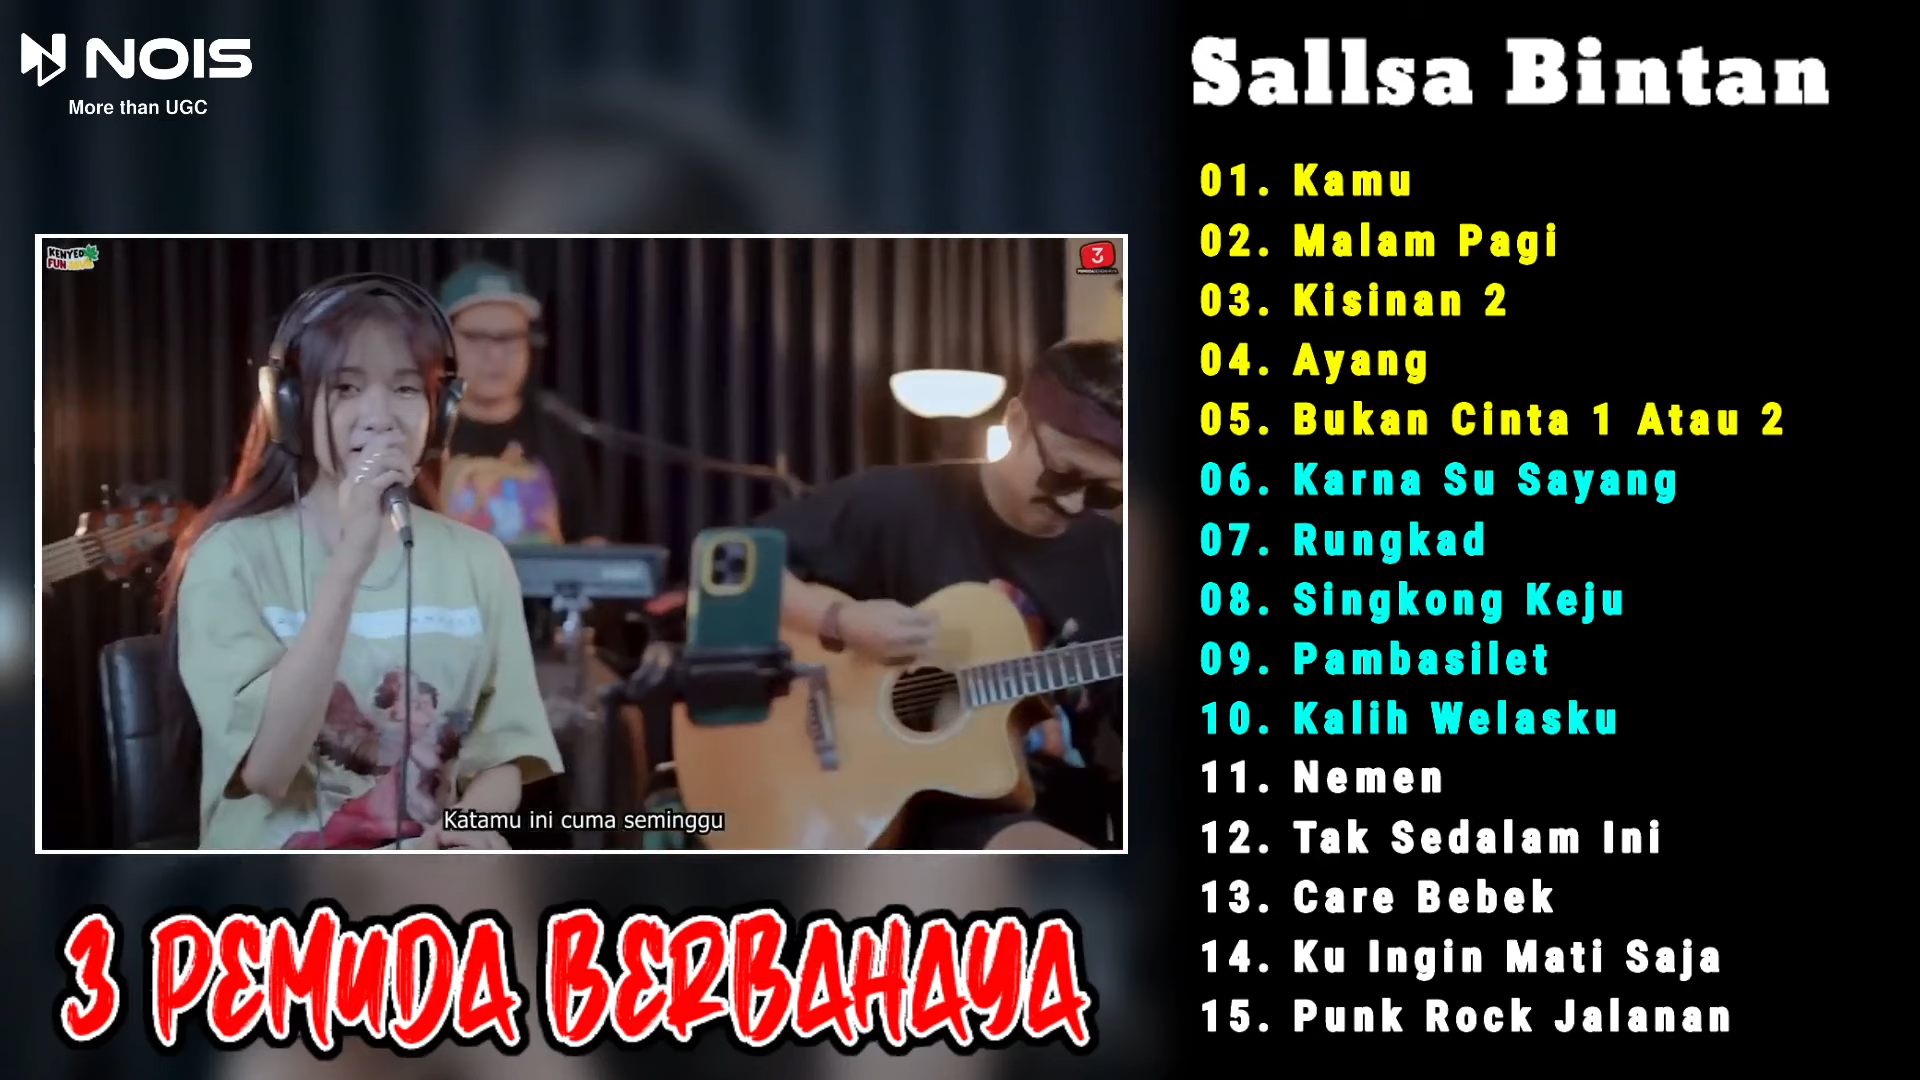 NOIS
More than UGC
Sallsa Bintan
01. Kamu
02. Malam Pagi
03. Kisinan 2
04. Ayang
05. Bukan Cinta 1 Atau 2
06. Karna Su Sayang
07. Rungkad
08. Singkong Keju
09. Pambasilet
10. Kalih Welasku
11. Nemen
12. Tak Sedalam Ini
13. Care Bebek
14. Ku Ingin Mati Saja
15. Punk Rock Jalanan
KENYED
FUN
3
Katamu ini cuma seminggu
3 PEMUDA BERBAHAYA